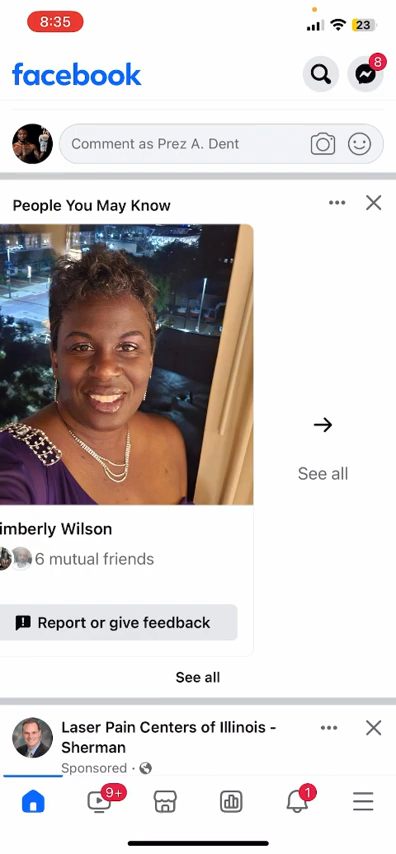 8:35
23
facebook
8
Comment as Prez A. Dent
People You May Know
imberly Wilson
6 mutual friends
Report or give feedback
See all
See all
Laser Pain Centers of Illinois -
Sherman
Sponsored ·
9+
1